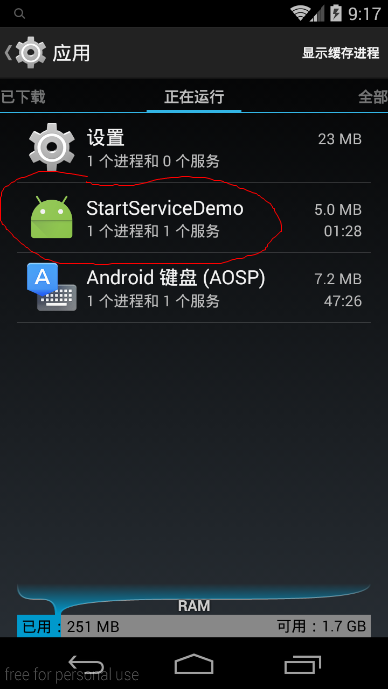 9:17
应用
显示缓存进程
已下载 正在运行 全部
设置 23 MB
1 个进程和 0 个服务
StartServiceDemo 5.0 MB
1 个进程和 1 个服务 01:28
Android 键盘 (AOSP) 7.2 MB
1 个进程和 1 个服务 47:26
RAM
已用：251 MB 可用：1.7 GB
free for personal use